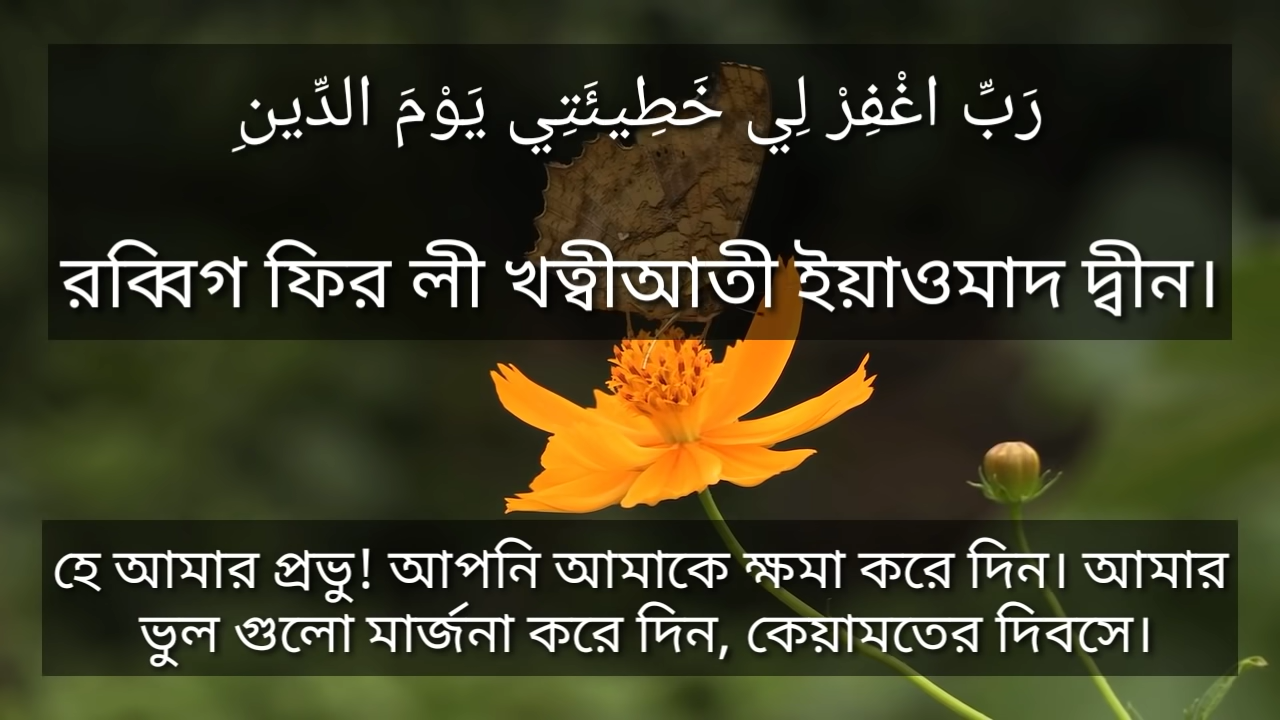 رَبِّ اغْفِرْ لِي خَطِيئَتِي يَوْمَ الدِّينِ
রব্বিগ ফির লী খত্বীআতী ইয়াওমাদ দ্বীন।
হে আমার প্রভু! আপনি আমাকে ক্ষমা করে দিন। আমার
ভুল গুলো মার্জনা করে দিন, কেয়ামতের দিবসে।